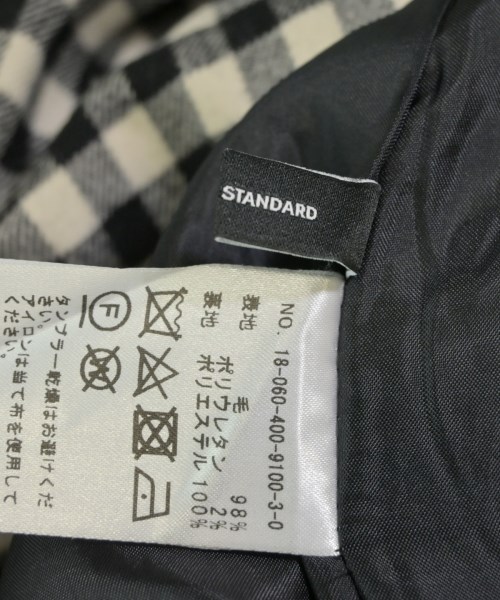 STANDARD
NO. 18-060-400-9100-3-0
表地 毛 98%
ポリウレタン 2%
裏地 ポリエステル 100%
F
W
タンブラー乾燥はお避けくだ
さい。
アイロンは当て布を使用して
ください。